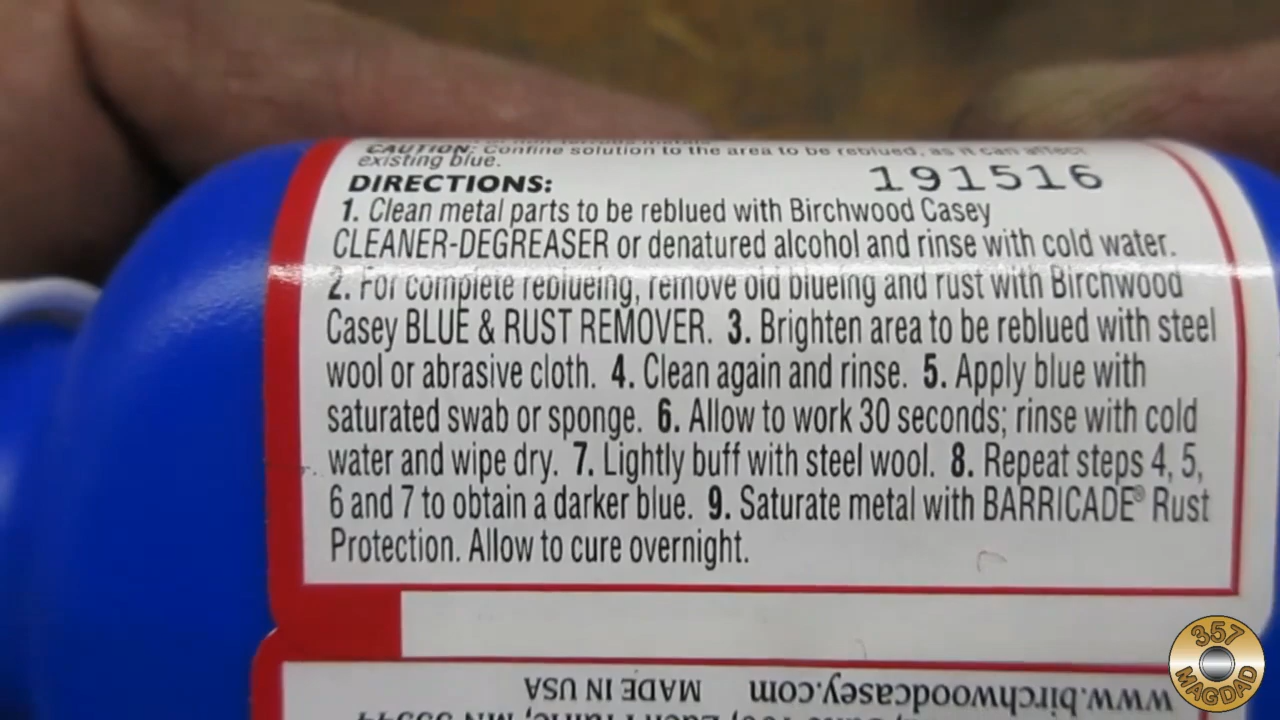 CAUTION: Confine solution to the area to be reblued, as it can affect
existing blue.
191516
DIRECTIONS:
1. Clean metal parts to be reblued with Birchwood Casey
CLEANER-DEGREASER or denatured alcohol and rinse with cold water.
2. For complete reblueing, remove old blueing and rust with Birchwood
Casey BLUE & RUST REMOVER. 3. Brighten area to be reblued with steel
wool or abrasive cloth. 4. Clean again and rinse. 5. Apply blue with
saturated swab or sponge. 6. Allow to work 30 seconds; rinse with cold
water and wipe dry. 7. Lightly buff with steel wool. 8. Repeat steps 4, 5,
6 and 7 to obtain a darker blue. 9. Saturate metal with BARRICADE® Rust
Protection. Allow to cure overnight.
www.birchwoodcasey.com MADE IN USA
357
MAGDAD